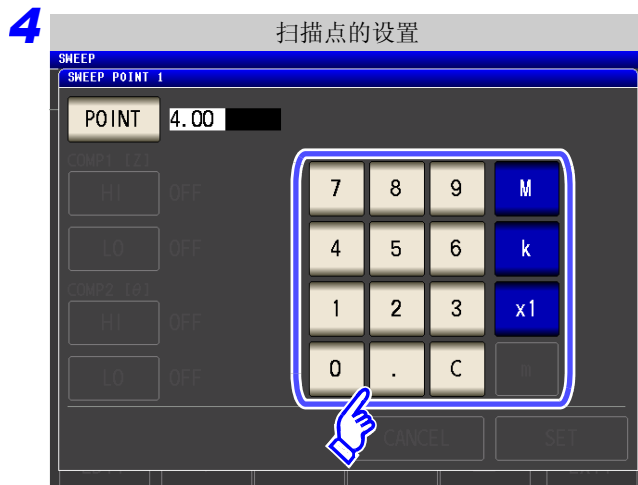 4
扫描点的设置
SWEEP
SWEEP POINT 1
POINT 4.00
COMP1 [Z]
HI OFF
LO OFF
COMP2 [θ]
HI OFF
LO OFF
7 8 9 M
4 5 6 k
1 2 3 x1
0 . C m
CANCEL SET